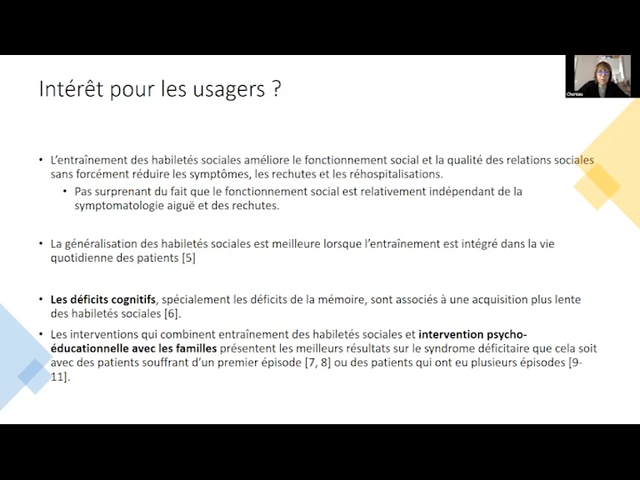 Intérêt pour les usagers ?
• L'entraînement des habiletés sociales améliore le fonctionnement social et la qualité des relations sociales
sans forcément réduire les symptômes, les rechutes et les réhospitalisations.
• Pas surprenant du fait que le fonctionnement social est relativement indépendant de la
symptomatologie aiguë et des rechutes.
• La généralisation des habiletés sociales est meilleure lorsque l'entraînement est intégré dans la vie
quotidienne des patients [5]
• Les déficits cognitifs, spécialement les déficits de la mémoire, sont associés à une acquisition plus lente
des habiletés sociales [6].
• Les interventions qui combinent entraînement des habiletés sociales et intervention psycho-
éducationnelle avec les familles présentent les meilleurs résultats sur le syndrome déficitaire que cela soit
avec des patients souffrant d'un premier épisode [7, 8] ou des patients qui ont eu plusieurs épisodes [9-
11].